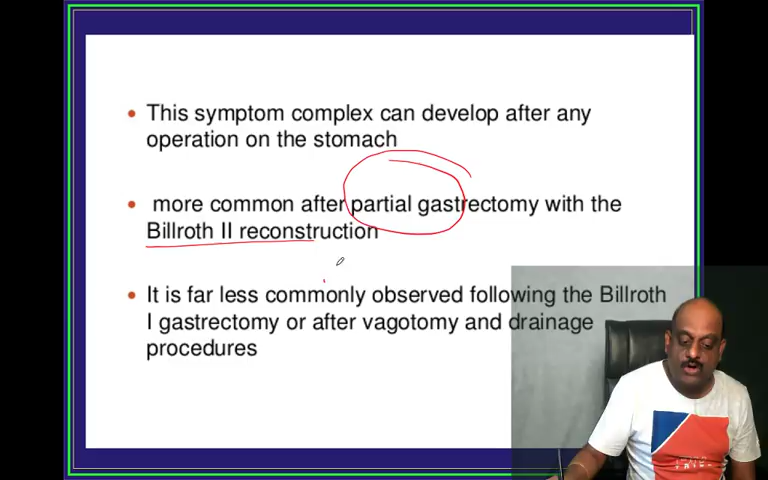 This symptom complex can develop after any
operation on the stomach
more common after partial gastrectomy with the
Billroth II reconstruction
It is far less commonly observed following the Billroth
I gastrectomy or after vagotomy and drainage
procedures